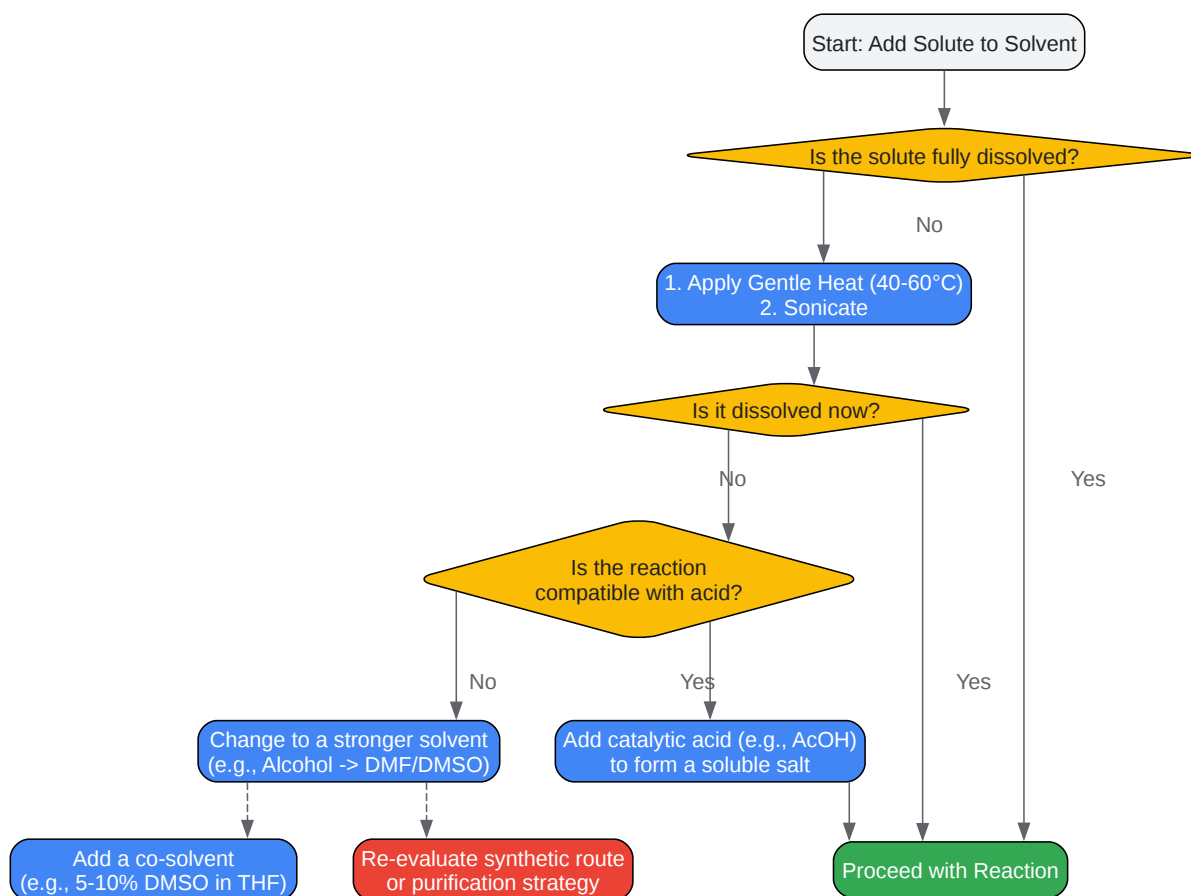 Start: Add Solute to Solvent
Is the solute fully dissolved?
No
1. Apply Gentle Heat (40-60°C)
2. Sonicate
Is it dissolved now?
No
Yes
Is the reaction
compatible with acid?
No
Yes
Yes
Change to a stronger solvent
(e.g., Alcohol -> DMF/DMSO)
Add catalytic acid (e.g., AcOH)
to form a soluble salt
Add a co-solvent
(e.g., 5-10% DMSO in THF)
Re-evaluate synthetic route
or purification strategy
Proceed with Reaction